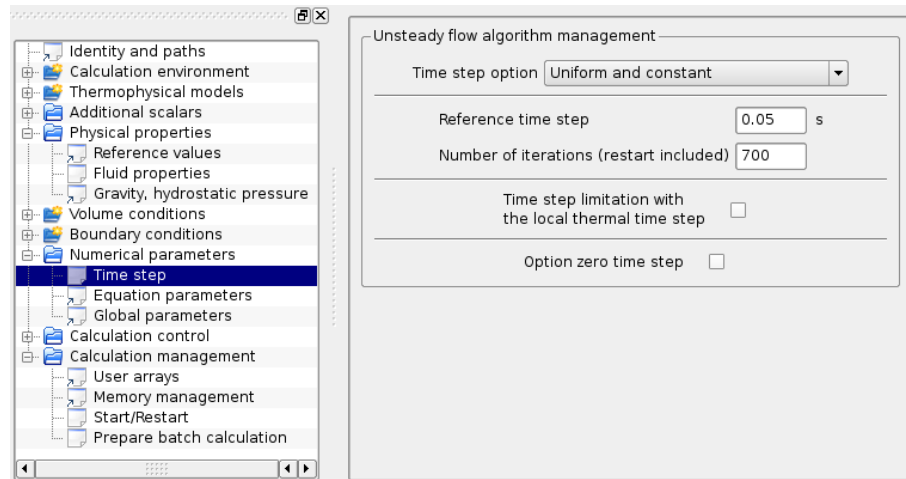 Identity and paths
Calculation environment
Thermophysical models
Additional scalars
Physical properties
Reference values
Fluid properties
Gravity, hydrostatic pressure
Volume conditions
Boundary conditions
Numerical parameters
Time step
Equation parameters
Global parameters
Calculation control
Calculation management
User arrays
Memory management
Start/Restart
Prepare batch calculation
Unsteady flow algorithm management
Time step option Uniform and constant
Reference time step 0.05 s
Number of iterations (restart included) 700
Time step limitation with
the local thermal time step
Option zero time step